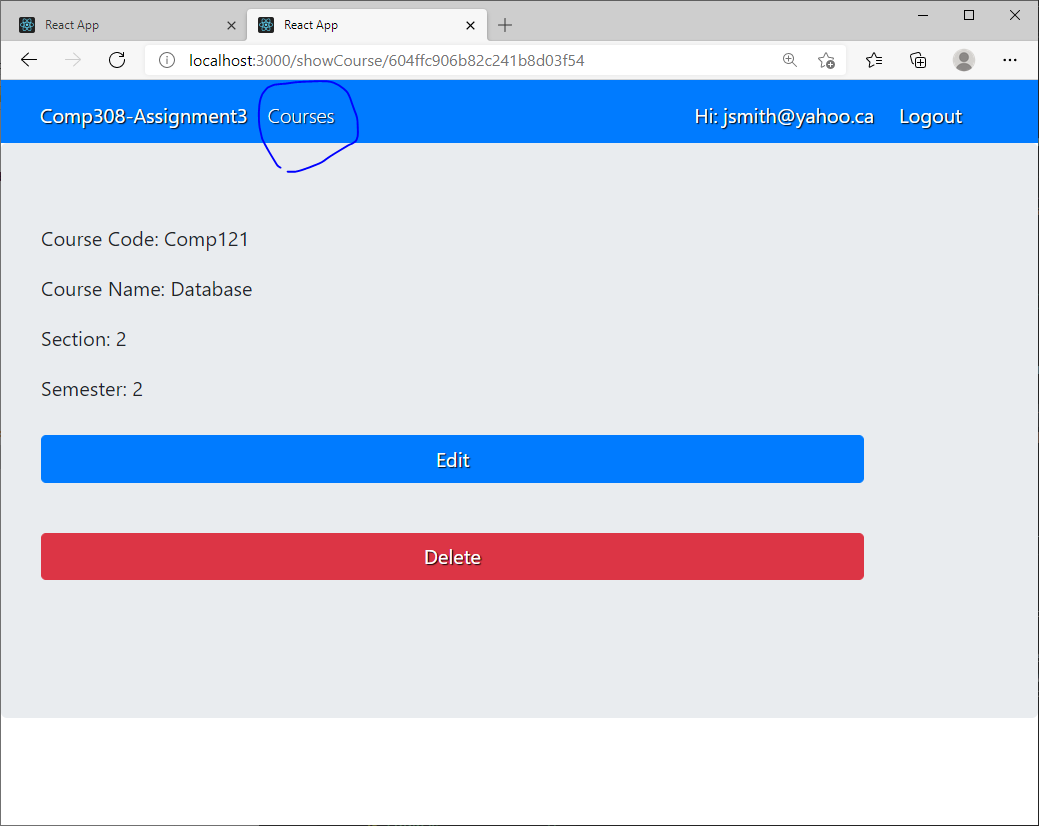 React App
React App
localhost:3000/showCourse/604ffc906b82c241b8d03f54
Comp308-Assignment3 Courses Hi: jsmith@yahoo.ca Logout
Course Code: Comp121
Course Name: Database
Section: 2
Semester: 2
Edit
Delete